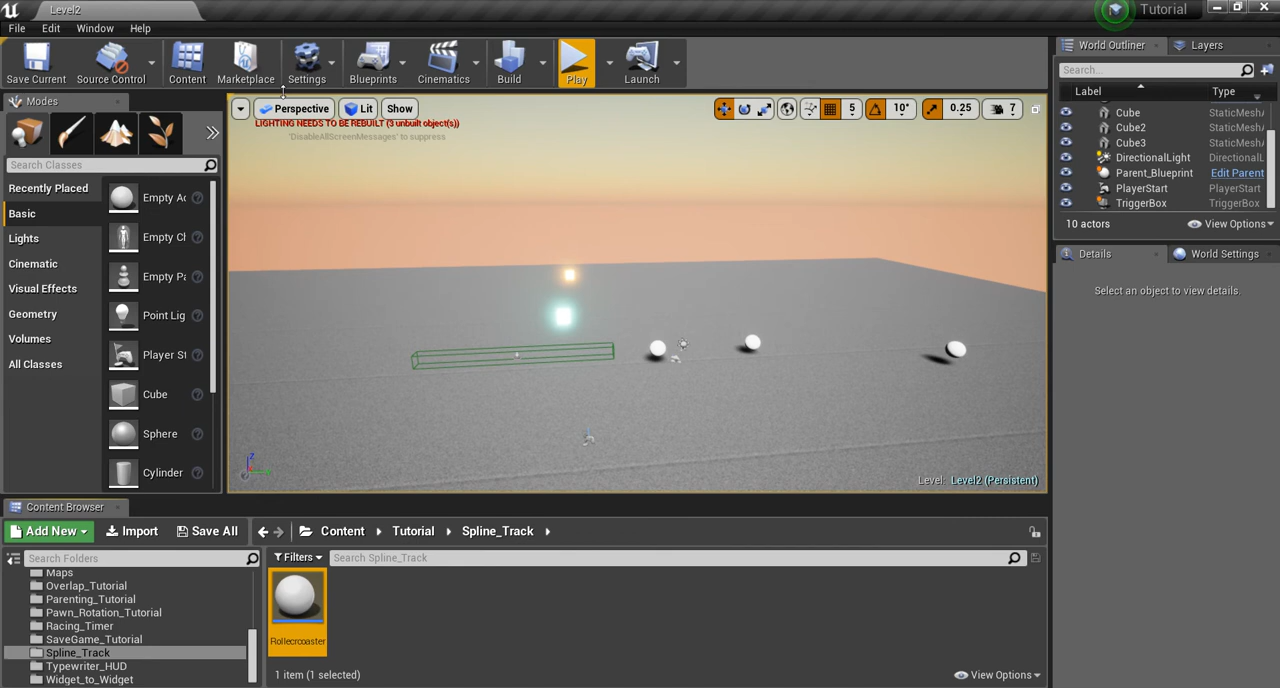 Level2
Tutorial
File Edit Window Help
Save Current
Source Control
Content
Marketplace
Settings
Blueprints
Cinematics
Build
Play
Launch
World Outliner
Layers
Search...
Label
Type
Cube StaticMesh
Cube2 StaticMesh
Cube3 StaticMesh
DirectionalLight DirectionalL
Parent_Blueprint Edit Parent
PlayerStart PlayerStart
TriggerBox TriggerBox
10 actors
View Options
Details
World Settings
Select an object to view details.
Modes
Search Classes
Recently Placed
Basic
Lights
Cinematic
Visual Effects
Geometry
Volumes
All Classes
Empty Ac
Empty Ch
Empty Pa
Point Lig
Player St
Cube
Sphere
Cylinder
Perspective
Lit
Show
5
10°
0.25
7
LIGHTING NEEDS TO BE REBUILT (3 unbuilt object(s))
'DisableAllScreenMessages' to suppress
Z
Level: Level2 (Persistent)
Content Browser
Add New
Import
Save All
Content
Tutorial
Spline_Track
Search Folders
Filters
Search Spline_Track
Maps
Overlap_Tutorial
Parenting_Tutorial
Pawn_Rotation_Tutorial
Racing_Timer
SaveGame_Tutorial
Spline_Track
Typewriter_HUD
Widget_to_Widget
Rollecroaster
1 item (1 selected)
View Options